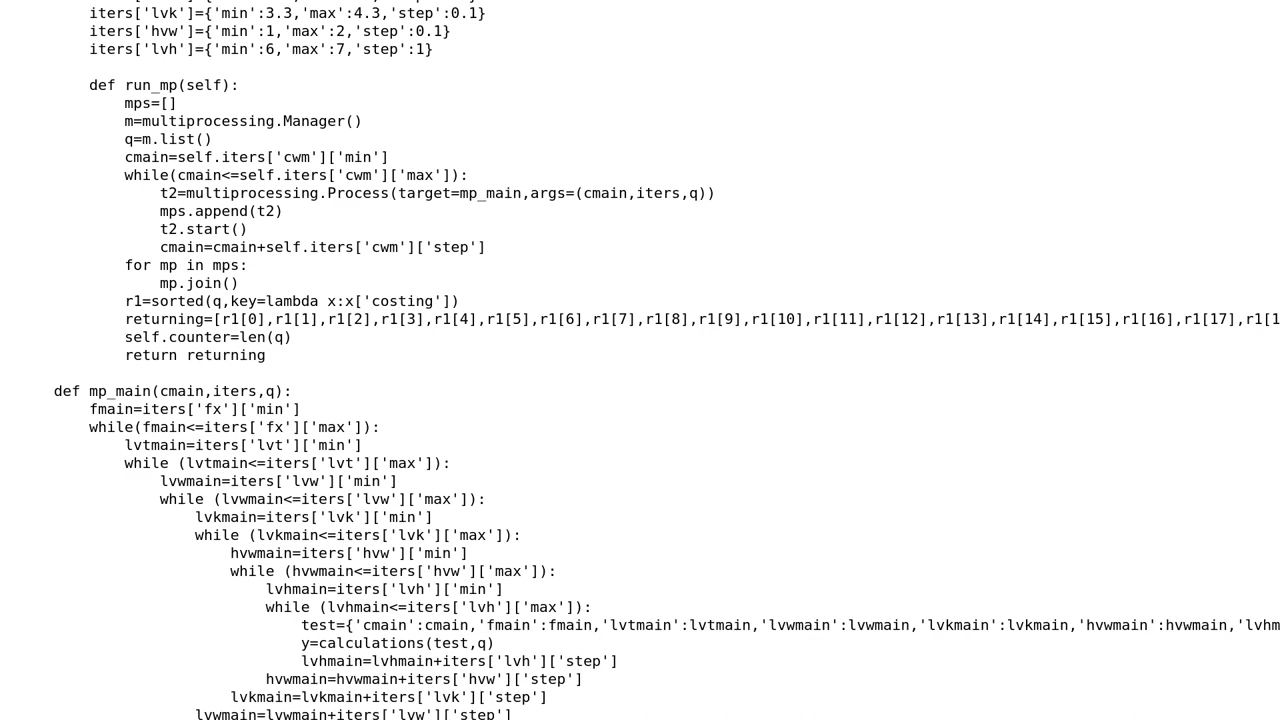 iters['lvk']={'min':3.3,'max':4.3,'step':0.1}
iters['hvw']={'min':1,'max':2,'step':0.1}
iters['lvh']={'min':6,'max':7,'step':1}
def run_mp(self):
mps=[]
m=multiprocessing.Manager()
q=m.list()
cmain=self.iters['cwm']['min']
while(cmain<=self.iters['cwm']['max']):
t2=multiprocessing.Process(target=mp_main,args=(cmain,iters,q))
mps.append(t2)
t2.start()
cmain=cmain+self.iters['cwm']['step']
for mp in mps:
mp.join()
r1=sorted(q,key=lambda x:x['costing'])
returning=[r1[0],r1[1],r1[2],r1[3],r1[4],r1[5],r1[6],r1[7],r1[8],r1[9],r1[10],r1[11],r1[12],r1[13],r1[14],r1[15],r1[16],r1[17],r1[1
self.counter=len(q)
return returning
def mp_main(cmain,iters,q):
fmain=iters['fx']['min']
while(fmain<=iters['fx']['max']):
lvtmain=iters['lvt']['min']
while (lvtmain<=iters['lvt']['max']):
lvwmain=iters['lvw']['min']
while (lvwmain<=iters['lvw']['max']):
lvkmain=iters['lvk']['min']
while (lvkmain<=iters['lvk']['max']):
hvwmain=iters['hvw']['min']
while (hvwmain<=iters['hvw']['max']):
lvhmain=iters['lvh']['min']
while (lvhmain<=iters['lvh']['max']):
test={'cmain':cmain,'fmain':fmain,'lvtmain':lvtmain,'lvwmain':lvwmain,'lvkmain':lvkmain,'hvwmain':hvwmain,'lvhm
y=calculations(test,q)
lvhmain=lvhmain+iters['lvh']['step']
hvwmain=hvwmain+iters['hvw']['step']
lvkmain=lvkmain+iters['lvk']['step']
lvwmain=lvwmain+iters['lvw']['step']